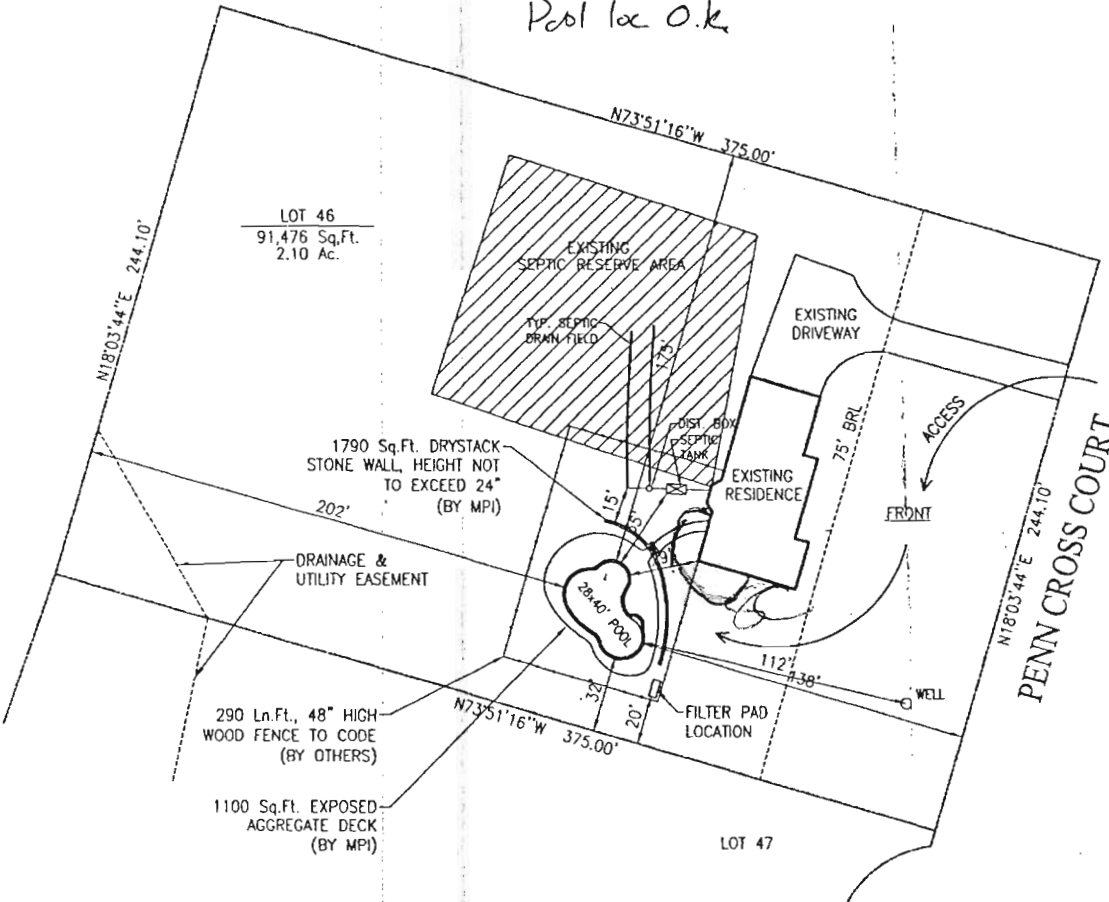 Pool loc O.k.
N73°51'16"W 375.00'
LOT 46
91,476 Sq.Ft.
2.10 Ac.
N18°03'44"E 244.10'
EXISTING
SEPTIC RESERVE AREA
TYP. SEPTIC
DRAIN FIELD
175'
EXISTING
DRIVEWAY
ACCESS
75' BRL
DIST. BOX
SEPTIC
TANK
EXISTING
RESIDENCE
FRONT
PENN CROSS COURT
N18°03'44"E 244.10'
1790 Sq.Ft. DRYSTACK
STONE WALL, HEIGHT NOT
TO EXCEED 24"
(BY MPI)
15'
202'
DRAINAGE &
UTILITY EASEMENT
28x40' POOL
112'
138'
WELL
32'
20'
FILTER PAD
LOCATION
N73°51'16"W 375.00'
290 Ln.Ft., 48" HIGH
WOOD FENCE TO CODE
(BY OTHERS)
1100 Sq.Ft. EXPOSED
AGGREGATE DECK
(BY MPI)
LOT 47